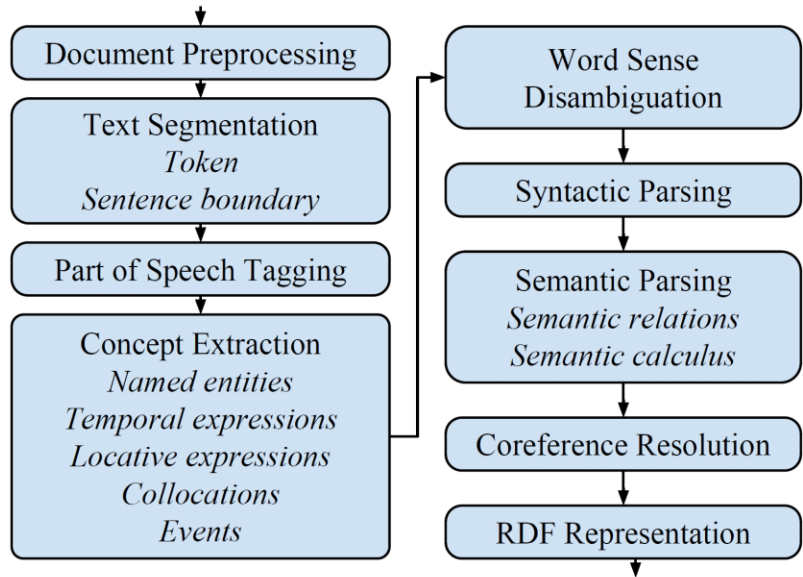 Document Preprocessing
Text Segmentation
Token
Sentence boundary
Part of Speech Tagging
Concept Extraction
Named entities
Temporal expressions
Locative expressions
Collocations
Events
Word Sense
Disambiguation
Syntactic Parsing
Semantic Parsing
Semantic relations
Semantic calculus
Coreference Resolution
RDF Representation